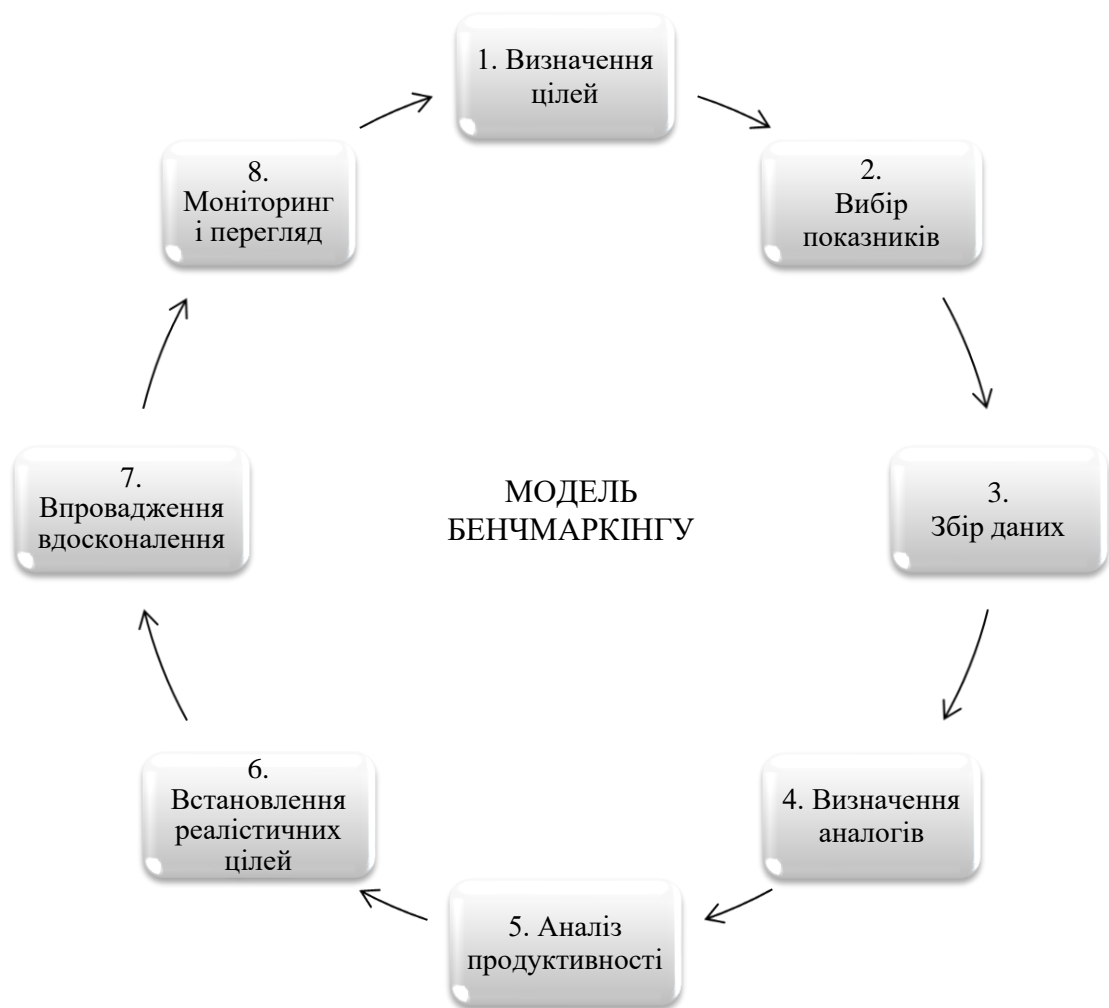 1. Визначення
цілей
2.
Вибір
показників
3.
Збір даних
4. Визначення
аналогів
5. Аналіз
продуктивності
6.
Встановлення
реалістичних
цілей
7.
Впровадження
вдосконалення
8.
Моніторинг
і перегляд
МОДЕЛЬ
БЕНЧМАРКІНГУ